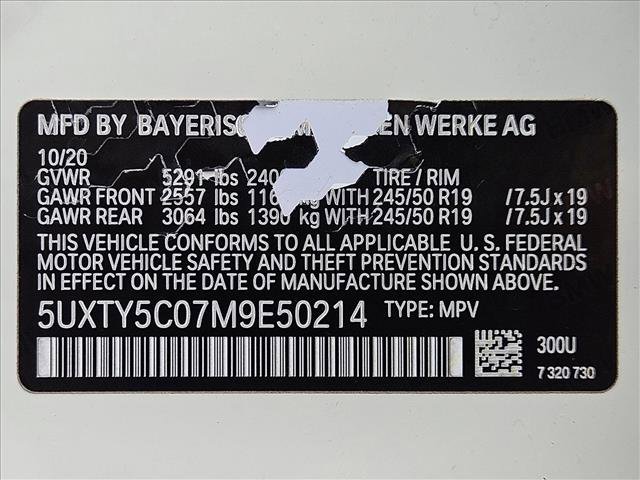 MFD BY BAYERIS EN WERKE AG
10/20
GVWR 5291 lbs 240 TIRE / RIM
GAWR FRONT 2557 lbs 116 kg WITH 245/50 R19 /7.5J x 19
GAWR REAR 3064 lbs 1390 kg WITH 245/50 R19 /7.5J x 19
THIS VEHICLE CONFORMS TO ALL APPLICABLE U. S. FEDERAL
MOTOR VEHICLE SAFETY AND THEFT PREVENTION STANDARDS
IN EFFECT ON THE DATE OF MANUFACTURE SHOWN ABOVE.
5UXTY5C07M9E50214 TYPE: MPV
300U
7 320 730